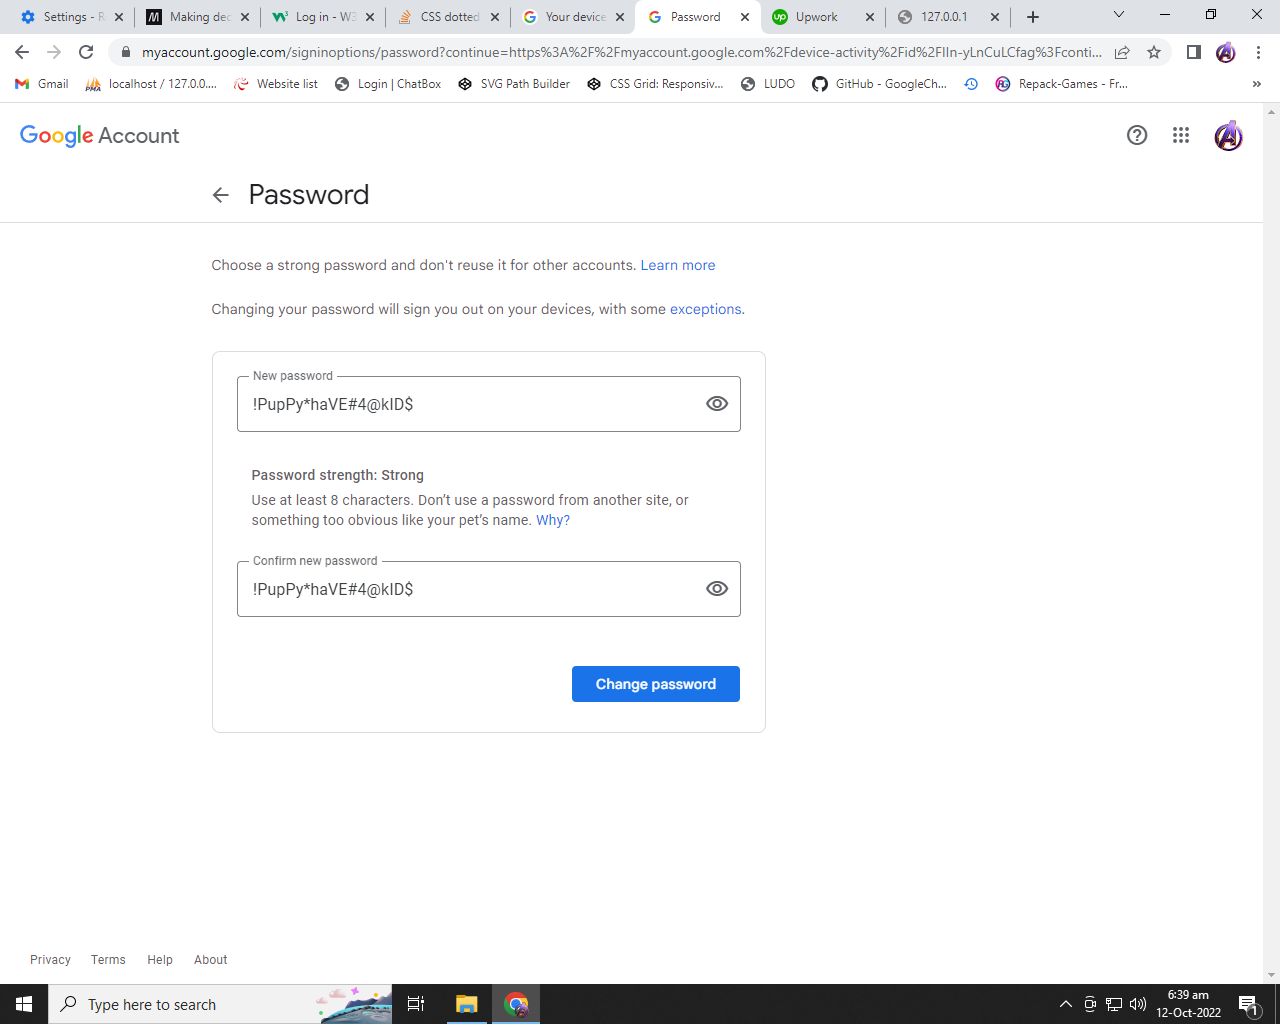 Settings - R
Making dec
Log in - W3
CSS dotted
Your device
Password
Upwork
127.0.0.1
myaccount.google.com/signinoptions/password?continue=https%3A%2F%2Fmyaccount.google.com%2Fdevice-activity%2Fid%2FIIn-yLnCuLCfag%3Fconti...
Gmail
localhost / 127.0.0....
Website list
Login | ChatBox
SVG Path Builder
CSS Grid: Responsiv...
LUDO
GitHub - GoogleCh...
Repack-Games - Fr...
»
Google Account
Password
Choose a strong password and don't reuse it for other accounts. Learn more
Changing your password will sign you out on your devices, with some exceptions.
New password
!PupPy*haVE#4@kID$
Password strength: Strong
Use at least 8 characters. Don’t use a password from another site, or
something too obvious like your pet’s name. Why?
Confirm new password
!PupPy*haVE#4@kID$
Change password
Privacy
Terms
Help
About
Type here to search
6:39 am
12-Oct-2022
1